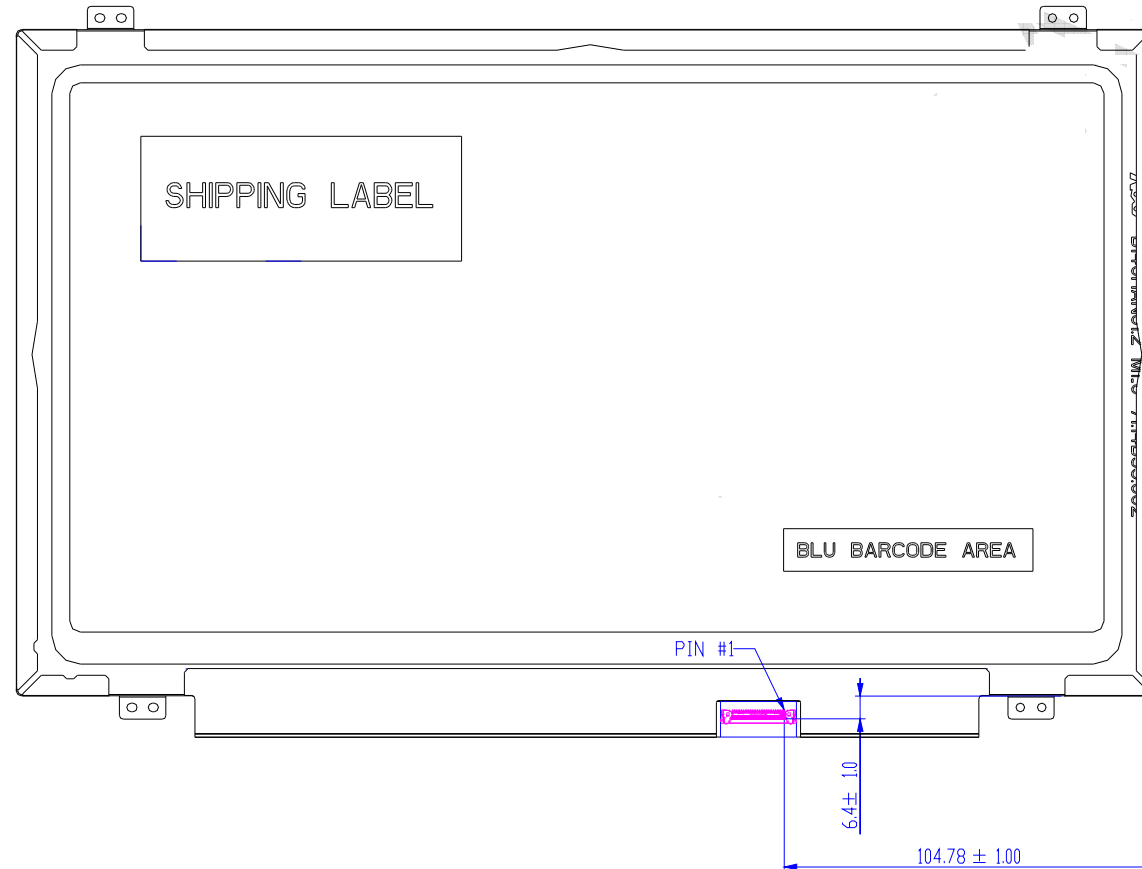 SHIPPING LABEL
BLU BARCODE AREA
PIN #1
6.4± 1.0
104.78 ± 1.00